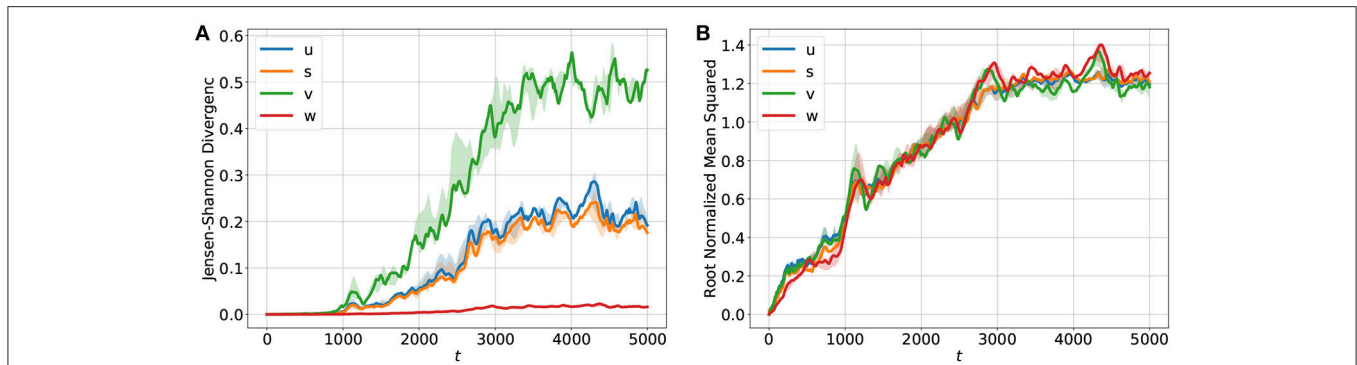 A
Jensen-Shannon Divergenc
0.6
0.5
0.4
0.3
0.2
0.1
0.0
u
s
v
w
0 1000 2000 3000 4000 5000
t
B
Root Normalized Mean Squared
1.4
1.2
1.0
0.8
0.6
0.4
0.2
0.0
u
s
v
w
0 1000 2000 3000 4000 5000
t